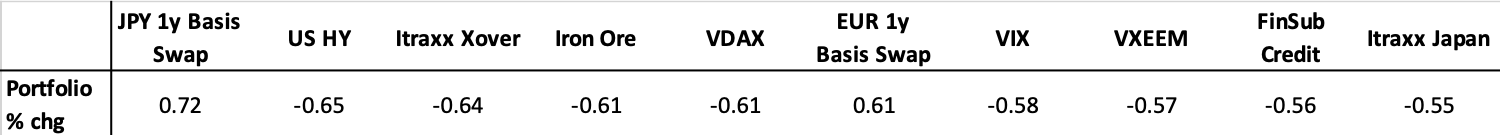 JPY 1y Basis Swap US HY Itraxx Xover Iron Ore VDAX EUR 1y Basis Swap VIX VXEEM FinSub Credit Itraxx Japan
Portfolio % chg 0.72 -0.65 -0.64 -0.61 -0.61 0.61 -0.58 -0.57 -0.56 -0.55